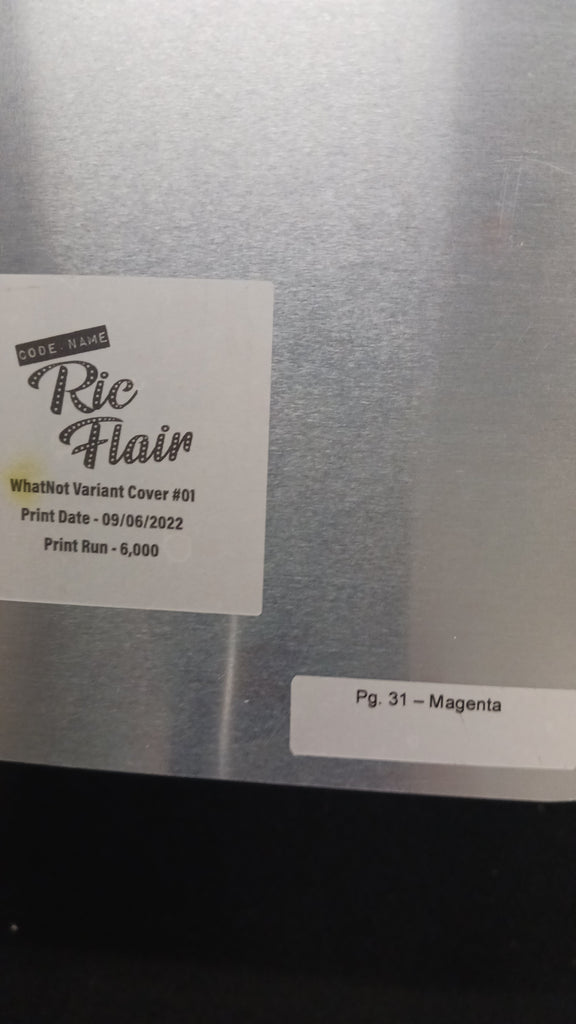 CODE·NAME
Ric
Flair
WhatNot Variant Cover #01
Print Date - 09/06/2022
Print Run - 6,000
Pg. 31 – Magenta